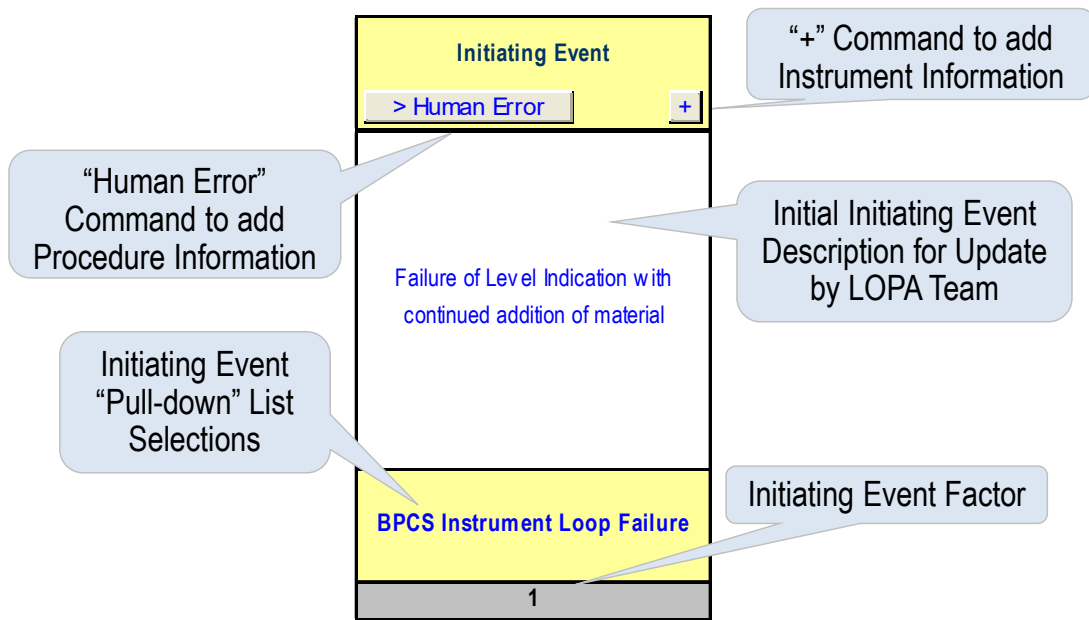 Initiating Event
> Human Error
+
“+” Command to add
Instrument Information
“Human Error”
Command to add
Procedure Information
Failure of Level Indication with
continued addition of material
Initial Initiating Event
Description for Update
by LOPA Team
Initiating Event
“Pull-down” List
Selections
BPCS Instrument Loop Failure
Initiating Event Factor
1